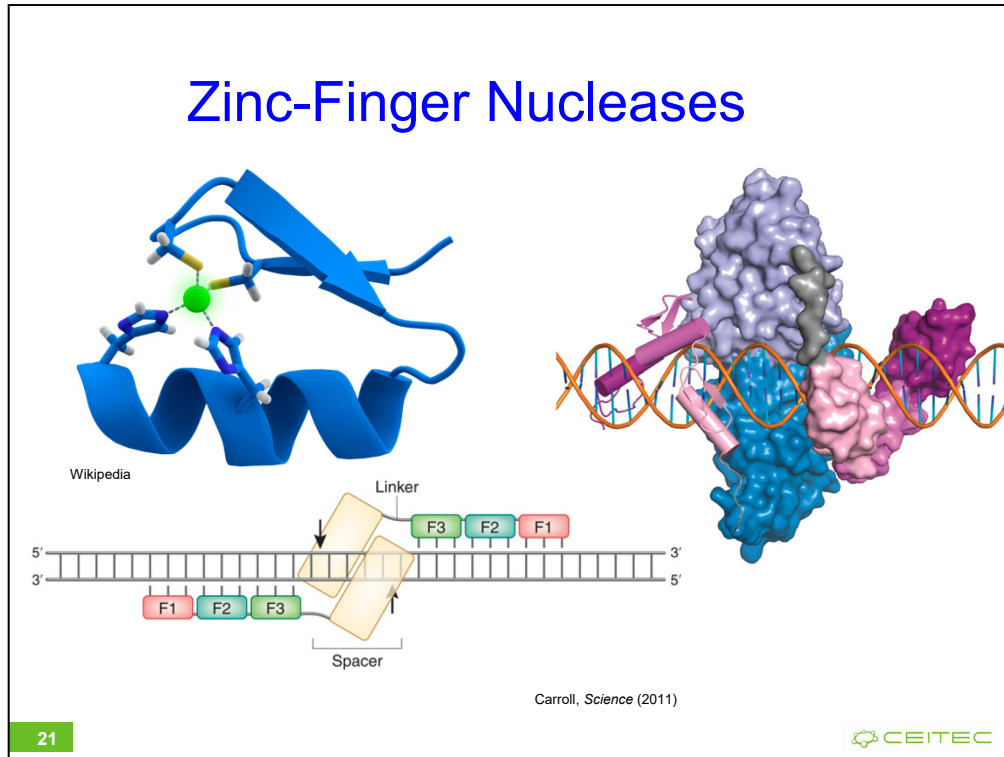 Zinc-Finger Nucleases
Wikipedia
Linker
F3 F2 F1
5′ 3′
3′ 5′
F1 F2 F3
Spacer
Carroll, Science (2011)
21
CEITEC